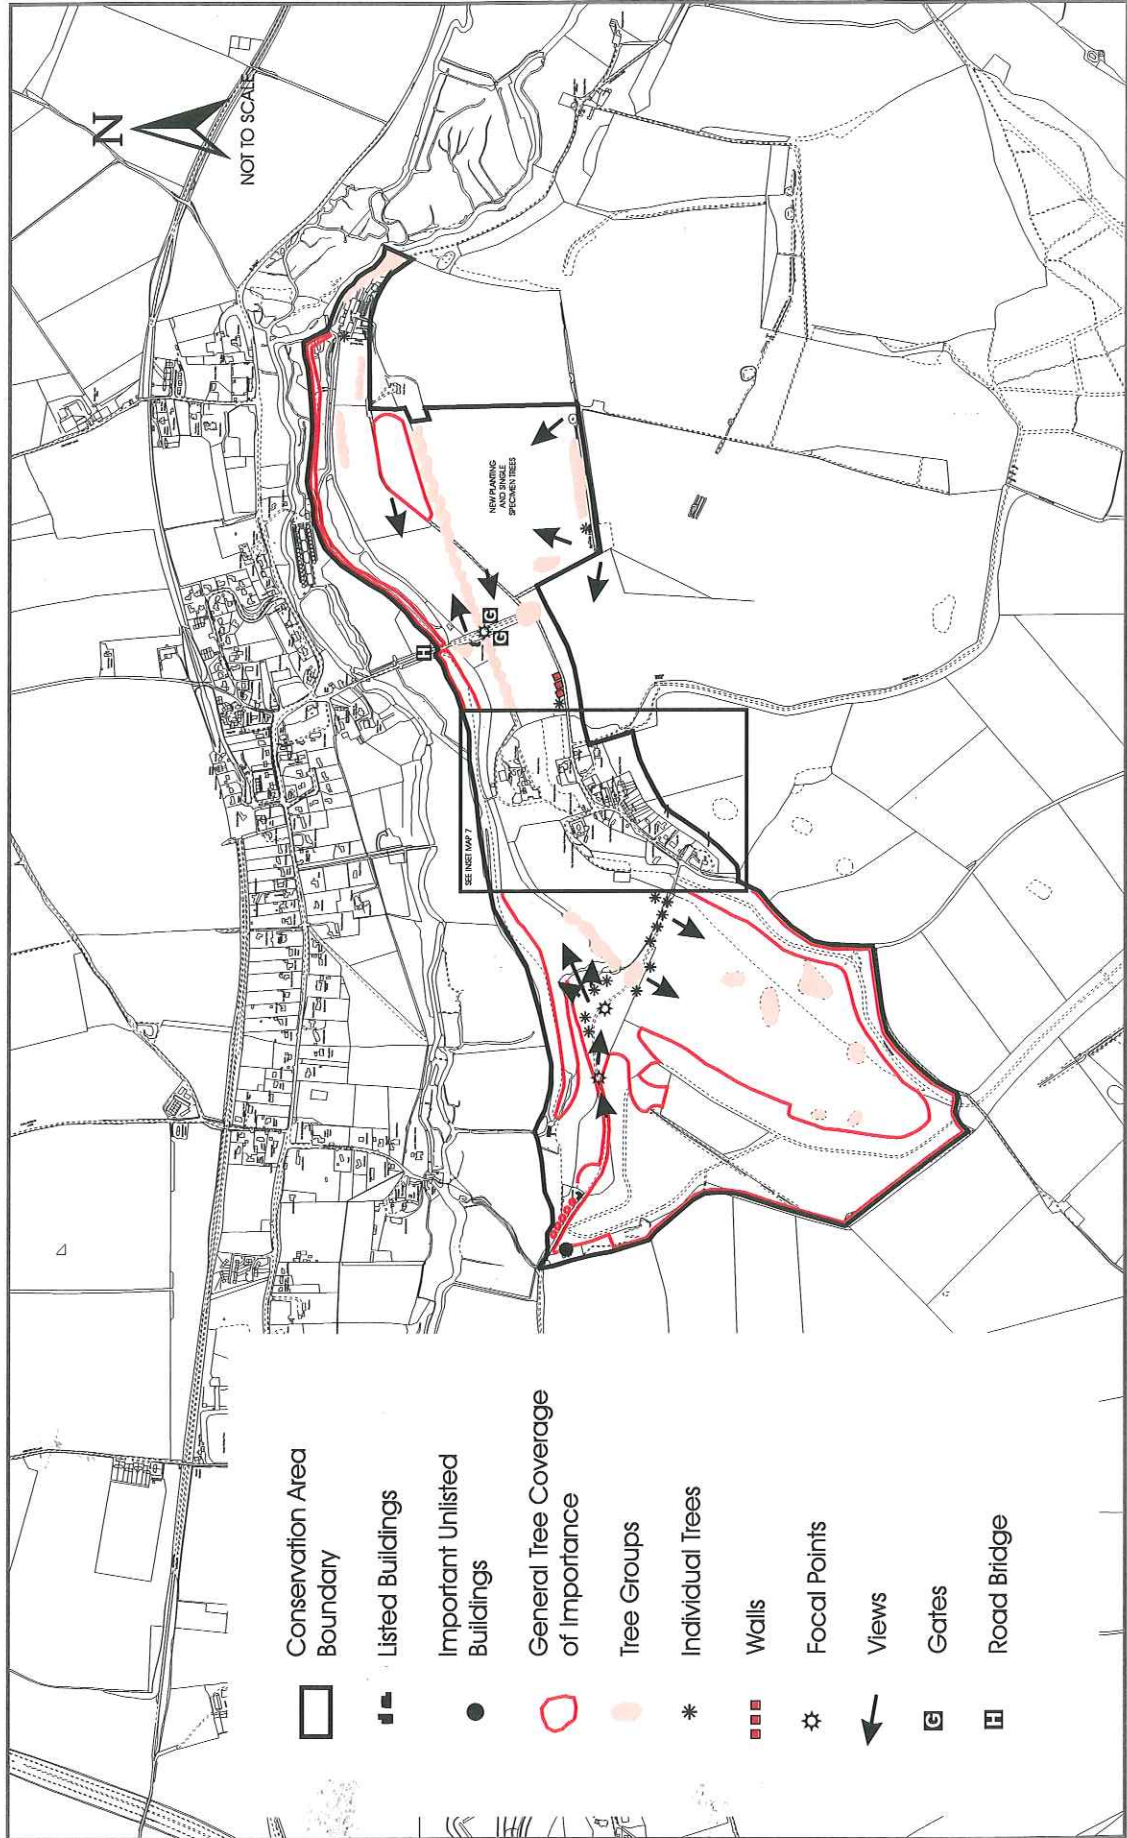 N
NOT TO SCALE
NEW PLANTING
AND SINGLE
SPECIMEN TREES
G
G
H
SEE INSET MAP 7
Conservation Area
Boundary
Listed Buildings
Important Unlisted
Buildings
General Tree Coverage
of Importance
Tree Groups
Individual Trees
Walls
Focal Points
Views
G
Gates
H
Road Bridge